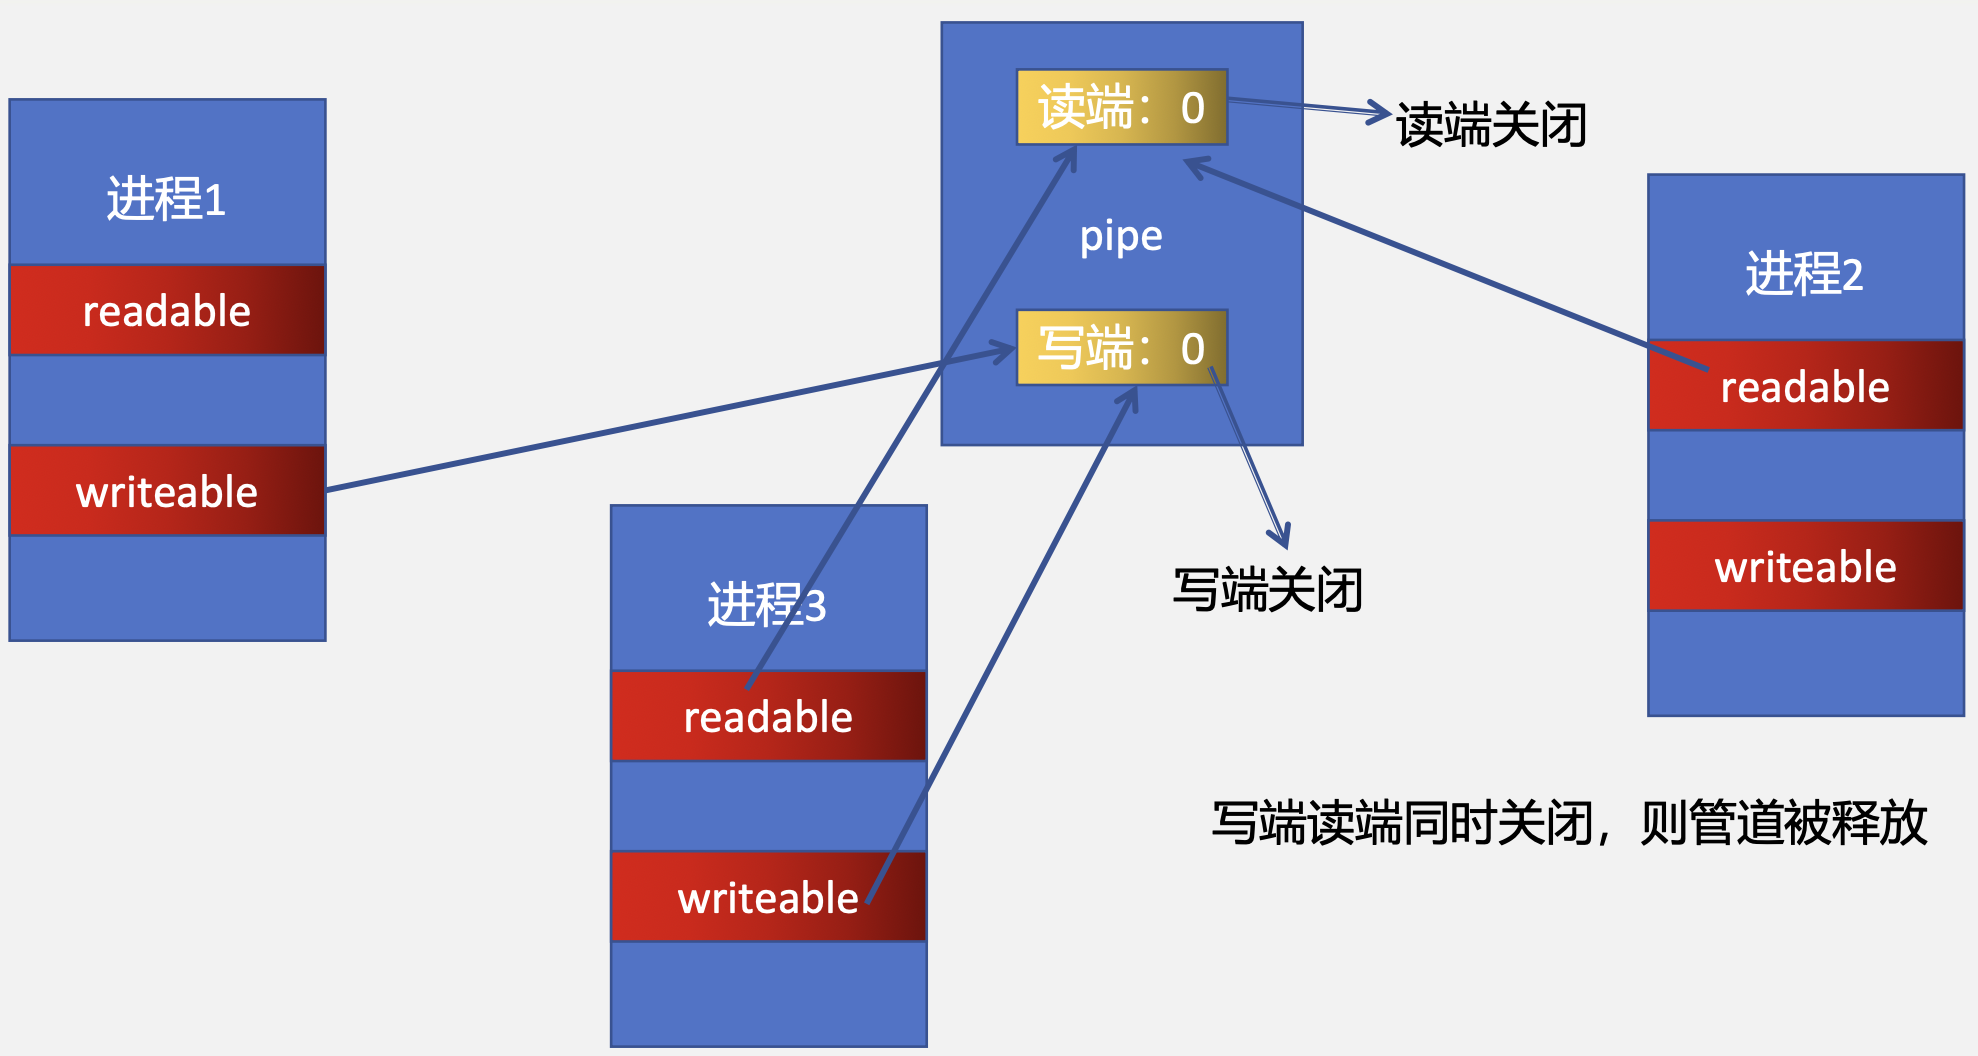 进程1
readable
writeable
读端：0
pipe
写端：0
读端关闭
写端关闭
进程3
readable
writeable
进程2
readable
writeable
写端读端同时关闭，则管道被释放